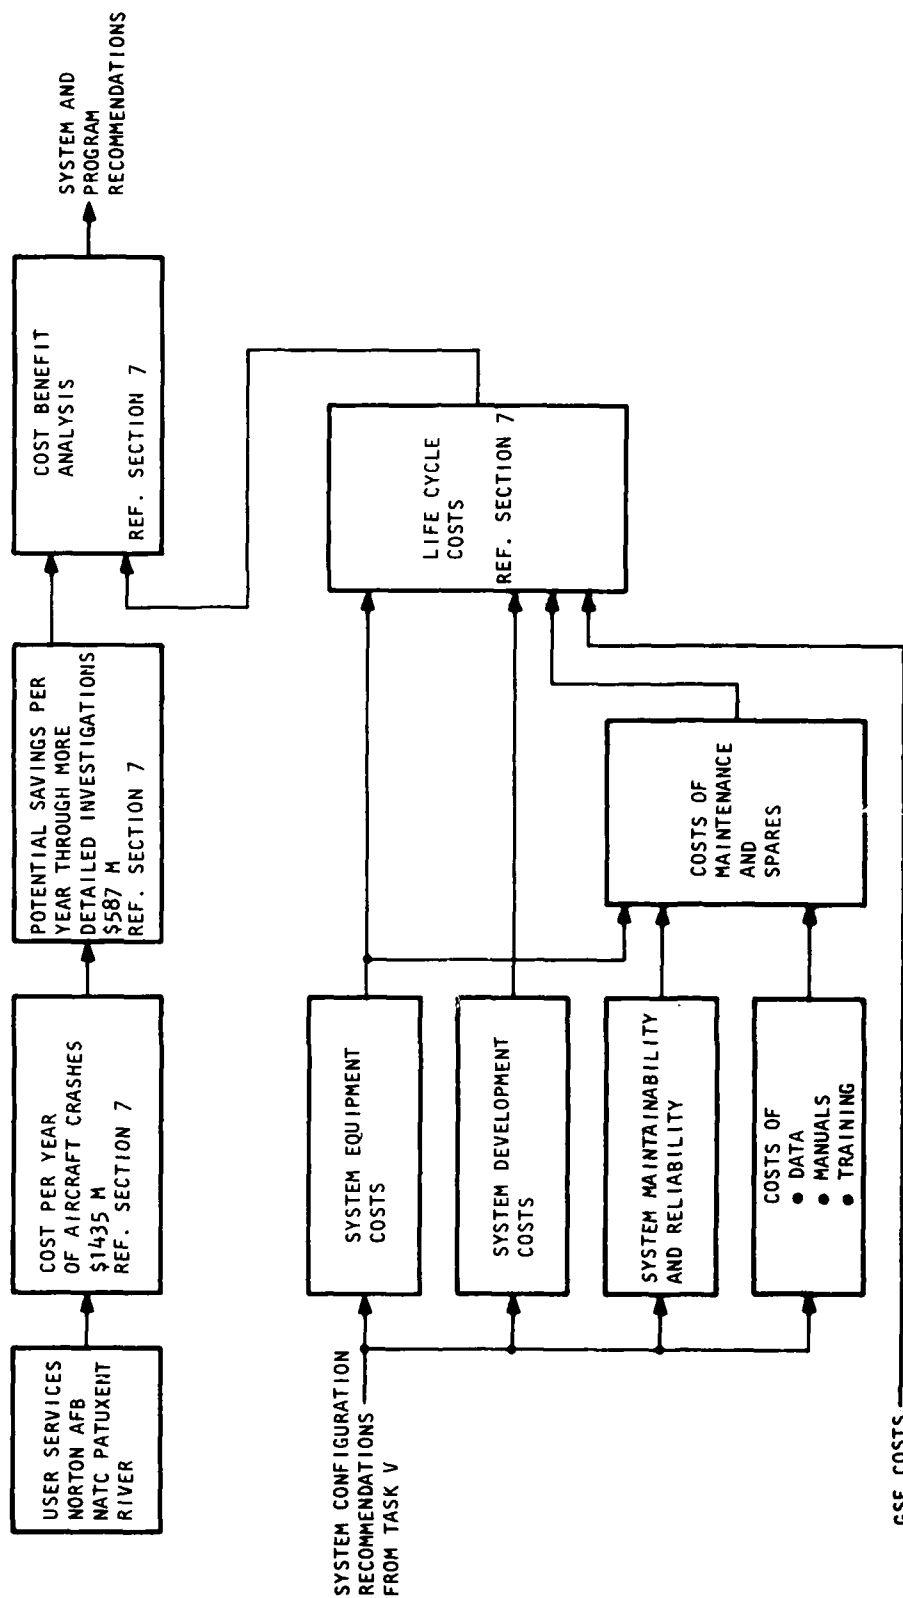 USER SERVICES
NORTON AFB
NATC PATUXENT
RIVER
COST PER YEAR
OF AIRCRAFT CRASHES
$1435 M
REF. SECTION 7
POTENTIAL SAVINGS PER
YEAR THROUGH MORE
DETAILED INVESTIGATIONS
$587 M
REF. SECTION 7
COST BENEFIT
ANALYSIS
REF. SECTION 7
SYSTEM AND
PROGRAM
RECOMMENDATIONS
SYSTEM CONFIGURATION
RECOMMENDATIONS
FROM TASK V
SYSTEM EQUIPMENT
COSTS
SYSTEM DEVELOPMENT
COSTS
SYSTEM MAINTAINABILITY
AND RELIABILITY
COSTS OF
● DATA
● MANUALS
● TRAINING
COSTS OF
MAINTENANCE
AND
SPARES
LIFE CYCLE
COSTS
REF. SECTION 7
GSE COSTS